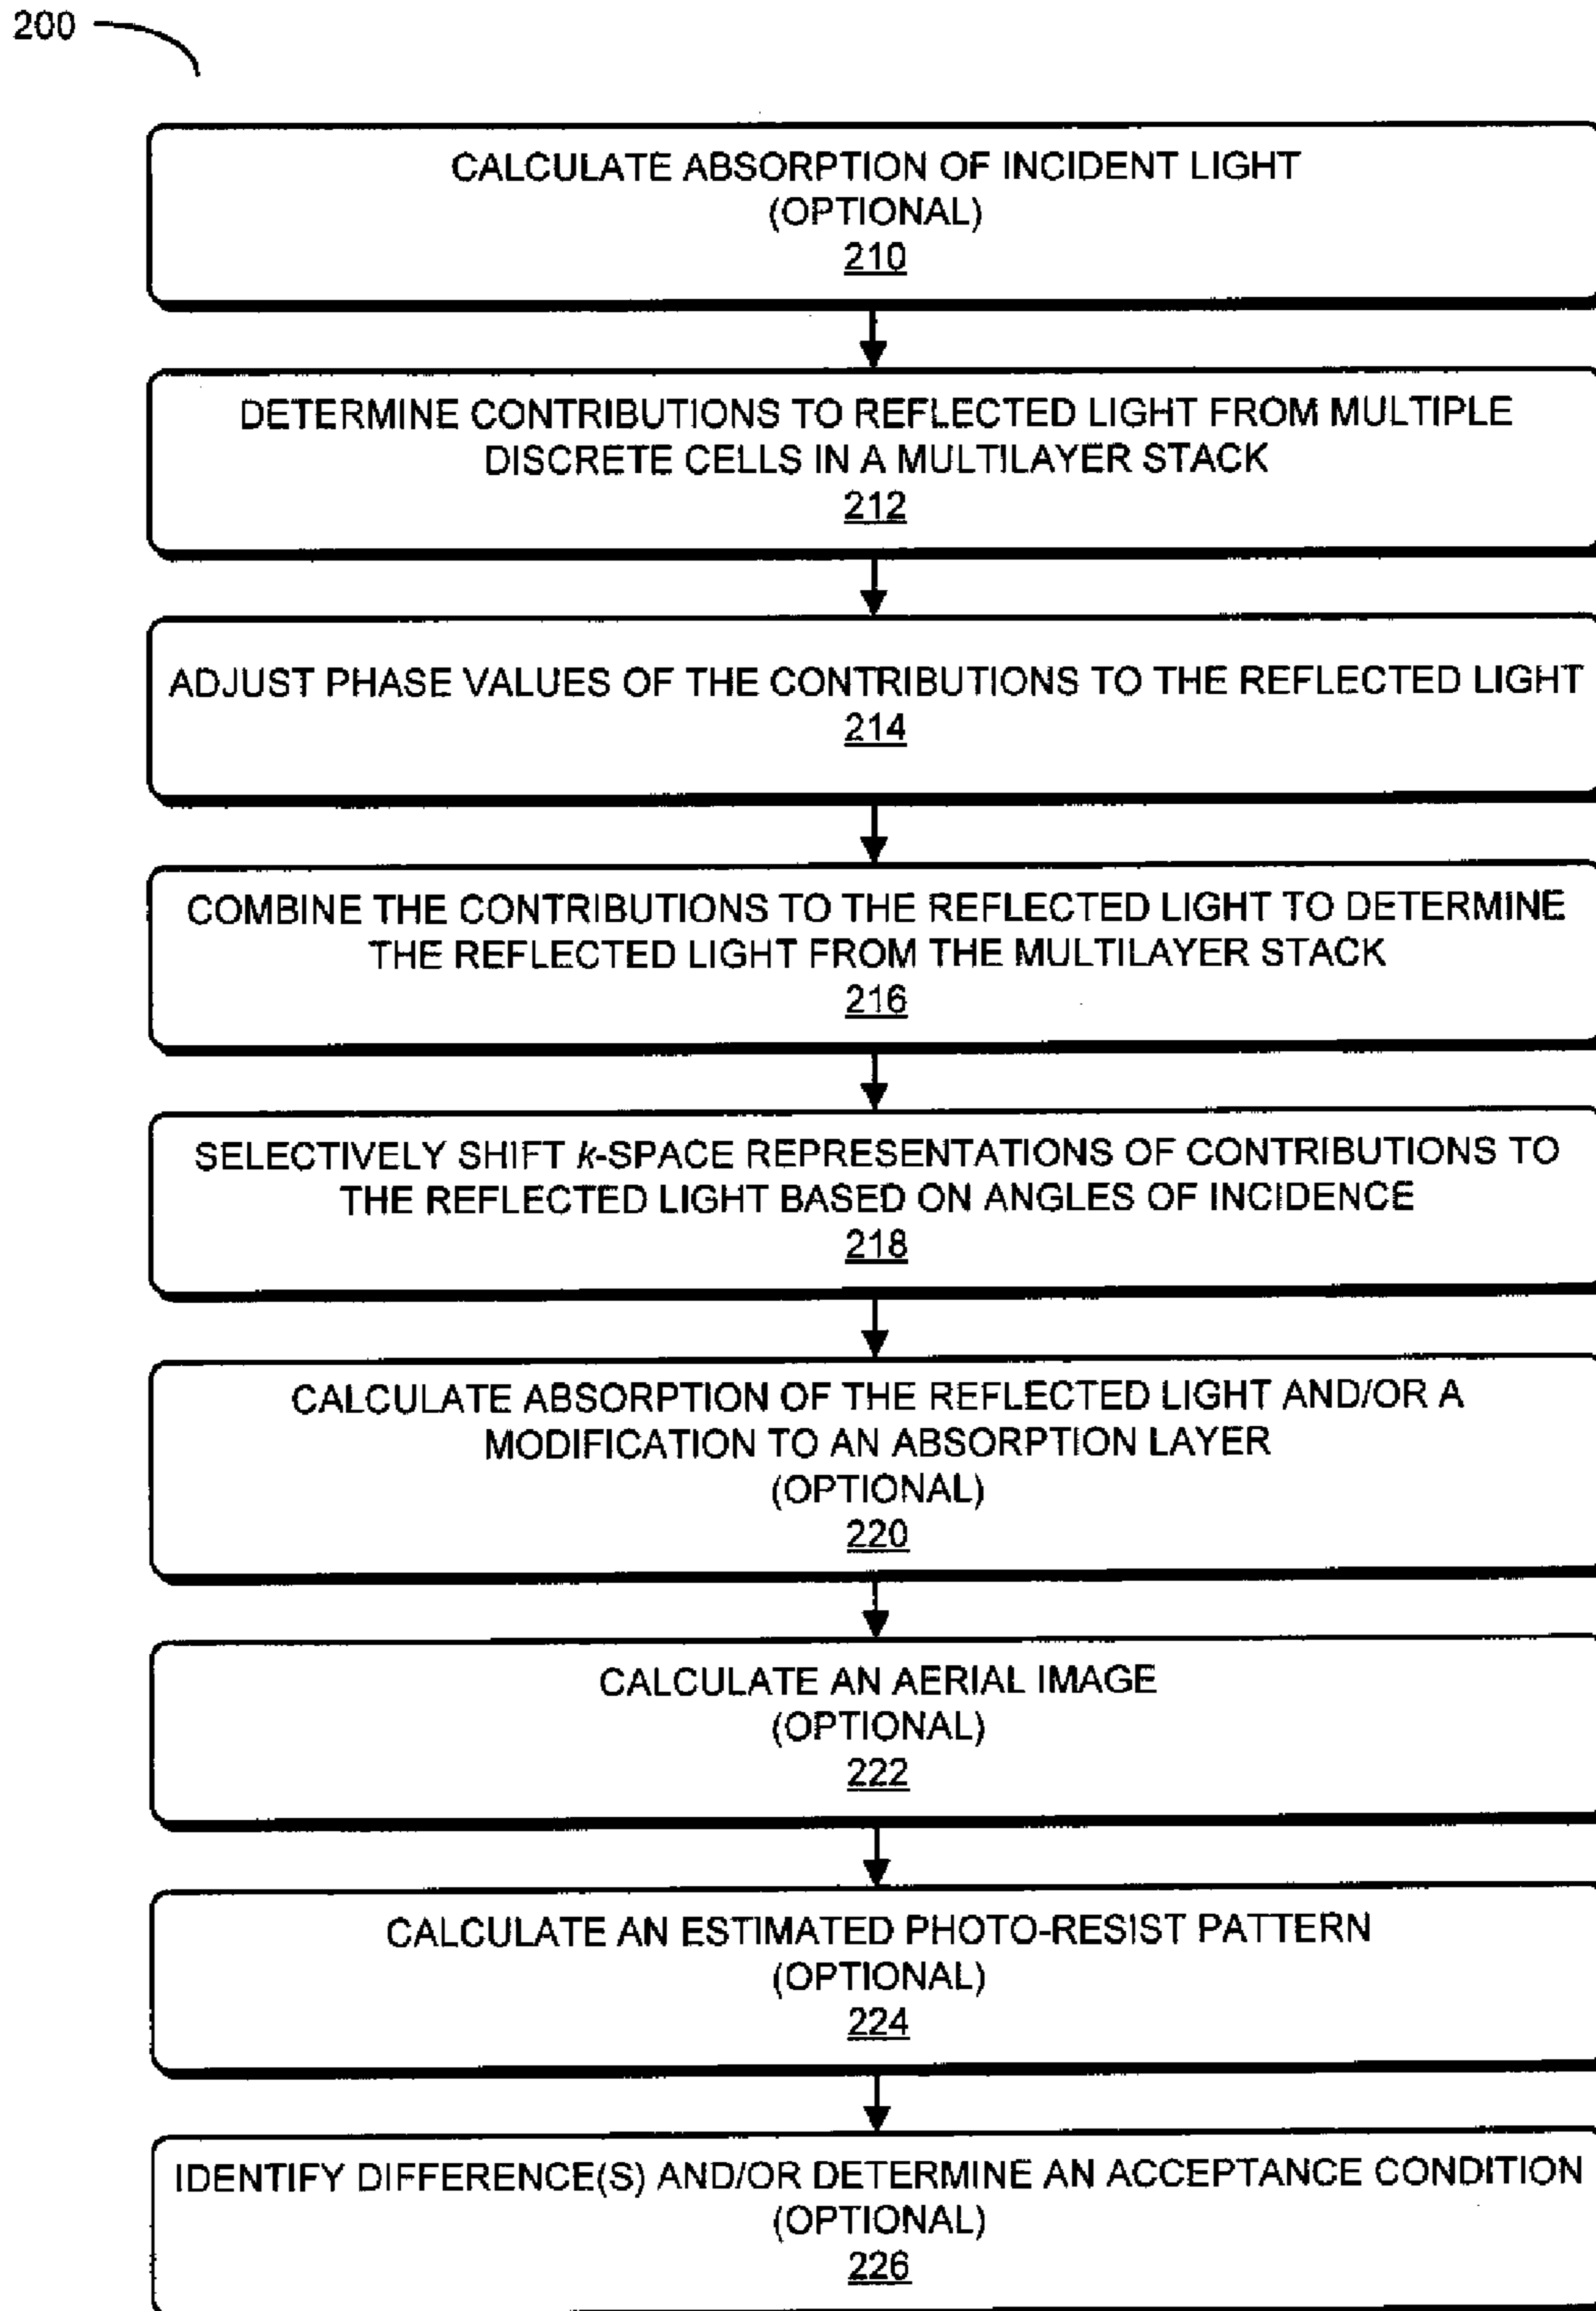 200
CALCULATE ABSORPTION OF INCIDENT LIGHT
(OPTIONAL)
210
DETERMINE CONTRIBUTIONS TO REFLECTED LIGHT FROM MULTIPLE
DISCRETE CELLS IN A MULTILAYER STACK
212
ADJUST PHASE VALUES OF THE CONTRIBUTIONS TO THE REFLECTED LIGHT
214
COMBINE THE CONTRIBUTIONS TO THE REFLECTED LIGHT TO DETERMINE
THE REFLECTED LIGHT FROM THE MULTILAYER STACK
216
SELECTIVELY SHIFT k-SPACE REPRESENTATIONS OF CONTRIBUTIONS TO
THE REFLECTED LIGHT BASED ON ANGLES OF INCIDENCE
218
CALCULATE ABSORPTION OF THE REFLECTED LIGHT AND/OR A
MODIFICATION TO AN ABSORPTION LAYER
(OPTIONAL)
220
CALCULATE AN AERIAL IMAGE
(OPTIONAL)
222
CALCULATE AN ESTIMATED PHOTO-RESIST PATTERN
(OPTIONAL)
224
IDENTIFY DIFFERENCE(S) AND/OR DETERMINE AN ACCEPTANCE CONDITION
(OPTIONAL)
226